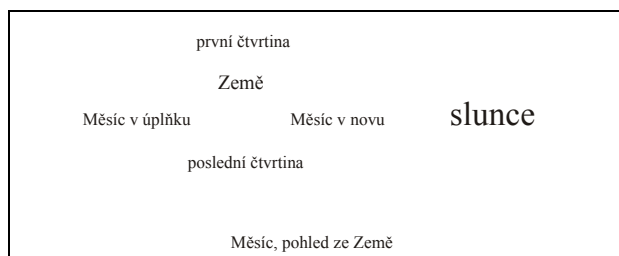 první čtvrtina
Země
Měsíc v úplňku Měsíc v novu slunce
poslední čtvrtina
Měsíc, pohled ze Země